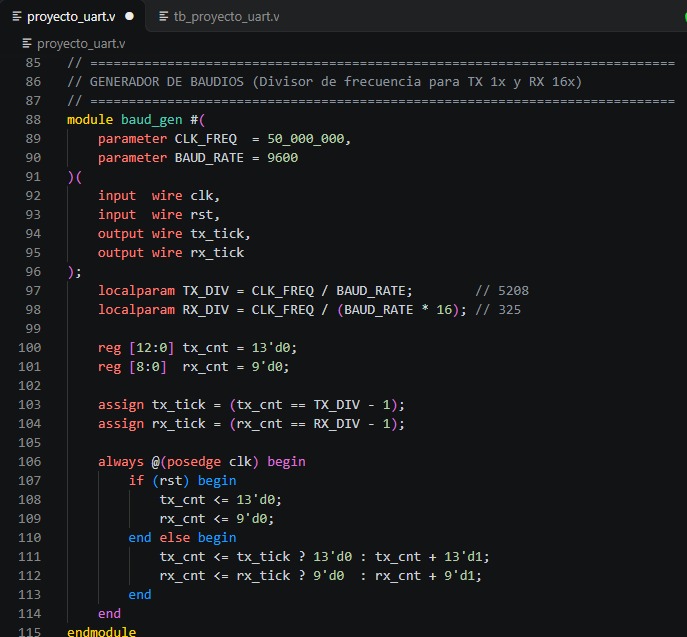 proyecto_uart.v
tb_proyecto_uart.v
proyecto_uart.v
85 // ============================================================================
86 // GENERADOR DE BAUDIOS (Divisor de frecuencia para TX 1x y RX 16x)
87 // ============================================================================
88 module baud_gen #(
89     parameter CLK_FREQ  = 50_000_000,
90     parameter BAUD_RATE = 9600
91 )(
92     input  wire clk,
93     input  wire rst,
94     output wire tx_tick,
95     output wire rx_tick
96 );
97     localparam TX_DIV = CLK_FREQ / BAUD_RATE;        // 5208
98     localparam RX_DIV = CLK_FREQ / (BAUD_RATE * 16); // 325
99
100     reg [12:0] tx_cnt = 13'd0;
101     reg [8:0]  rx_cnt = 9'd0;
102
103     assign tx_tick = (tx_cnt == TX_DIV - 1);
104     assign rx_tick = (rx_cnt == RX_DIV - 1);
105
106     always @(posedge clk) begin
107         if (rst) begin
108             tx_cnt <= 13'd0;
109             rx_cnt <= 9'd0;
110         end else begin
111             tx_cnt <= tx_tick ? 13'd0 : tx_cnt + 13'd1;
112             rx_cnt <= rx_tick ? 9'd0  : rx_cnt + 9'd1;
113         end
114     end
115 endmodule